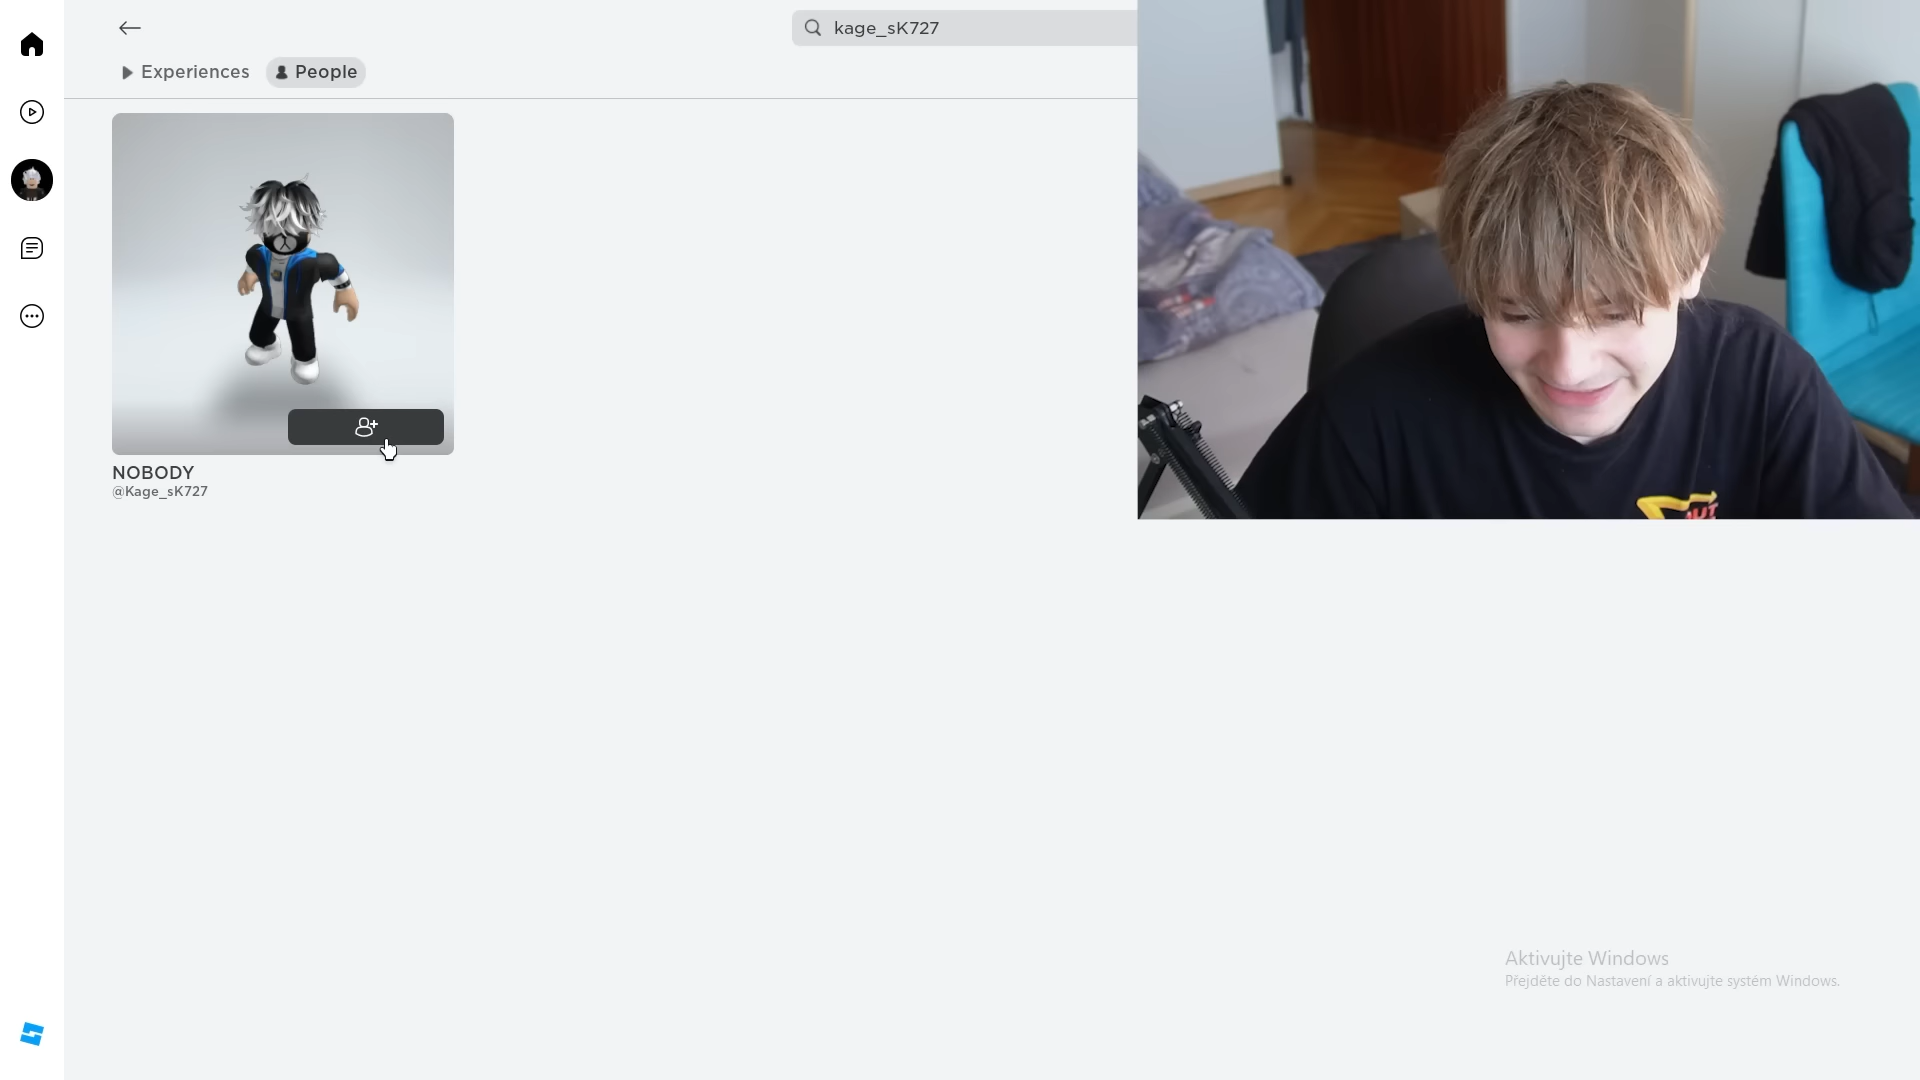 kage_sK727
Experiences
People
NOBODY
@Kage_sK727
Aktivujte Windows
Přejděte do Nastavení a aktivujte systém Windows.